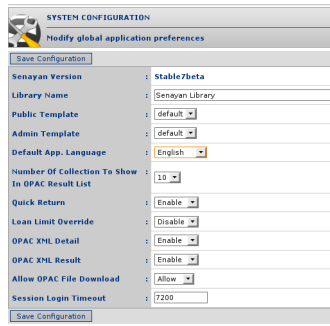 SYSTEM CONFIGURATION
Modify global application preferences
Save Configuration
Senayan Version : Stable7beta
Library Name : Senayan Library
Public Template : default
Admin Template : default
Default App. Language : English
Number Of Collection To Show : 10
In OPAC Result List
Quick Return : Enable
Loan Limit Override : Disable
OPAC XML Detail : Enable
OPAC XML Result : Enable
Allow OPAC File Download : Allow
Session Login Timeout : 7200
Save Configuration